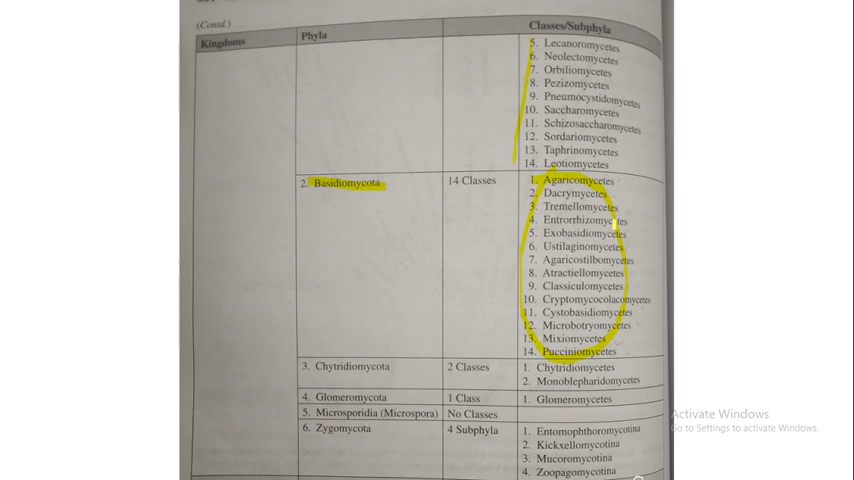 (Contd.)
Kingdoms Phyla Classes/Subphyla
5. Lecanoromycetes
6. Neolectomycetes
7. Orbiliomycetes
8. Pezizomycetes
9. Pneumocystidomycetes
10. Saccharomycetes
11. Schizosaccharomycetes
12. Sordariomycetes
13. Taphrinomycetes
14. Leotiomycetes
2. Basidiomycota 14 Classes 1. Agaricomycetes
2. Dacrymycetes
3. Tremellomycetes
4. Entorrhizomycetes
5. Exobasidiomycetes
6. Ustilaginomycetes
7. Agaricostilbomycetes
8. Atractiellomycetes
9. Classiculomycetes
10. Cryptomycocolacomycetes
11. Cystobasidiomycetes
12. Microbotryomycetes
13. Mixiomycetes
14. Pucciniomycetes
3. Chytridiomycota 2 Classes 1. Chytridiomycetes
2. Monoblepharidomycetes
4. Glomeromycota 1 Class 1. Glomeromycetes
5. Microsporidia (Microspora) No Classes
6. Zygomycota 4 Subphyla 1. Entomophthoromycotina
2. Kickxellomycotina
3. Mucoromycotina
4. Zoopagomycotina
Activate Windows
Go to Settings to activate Windows.